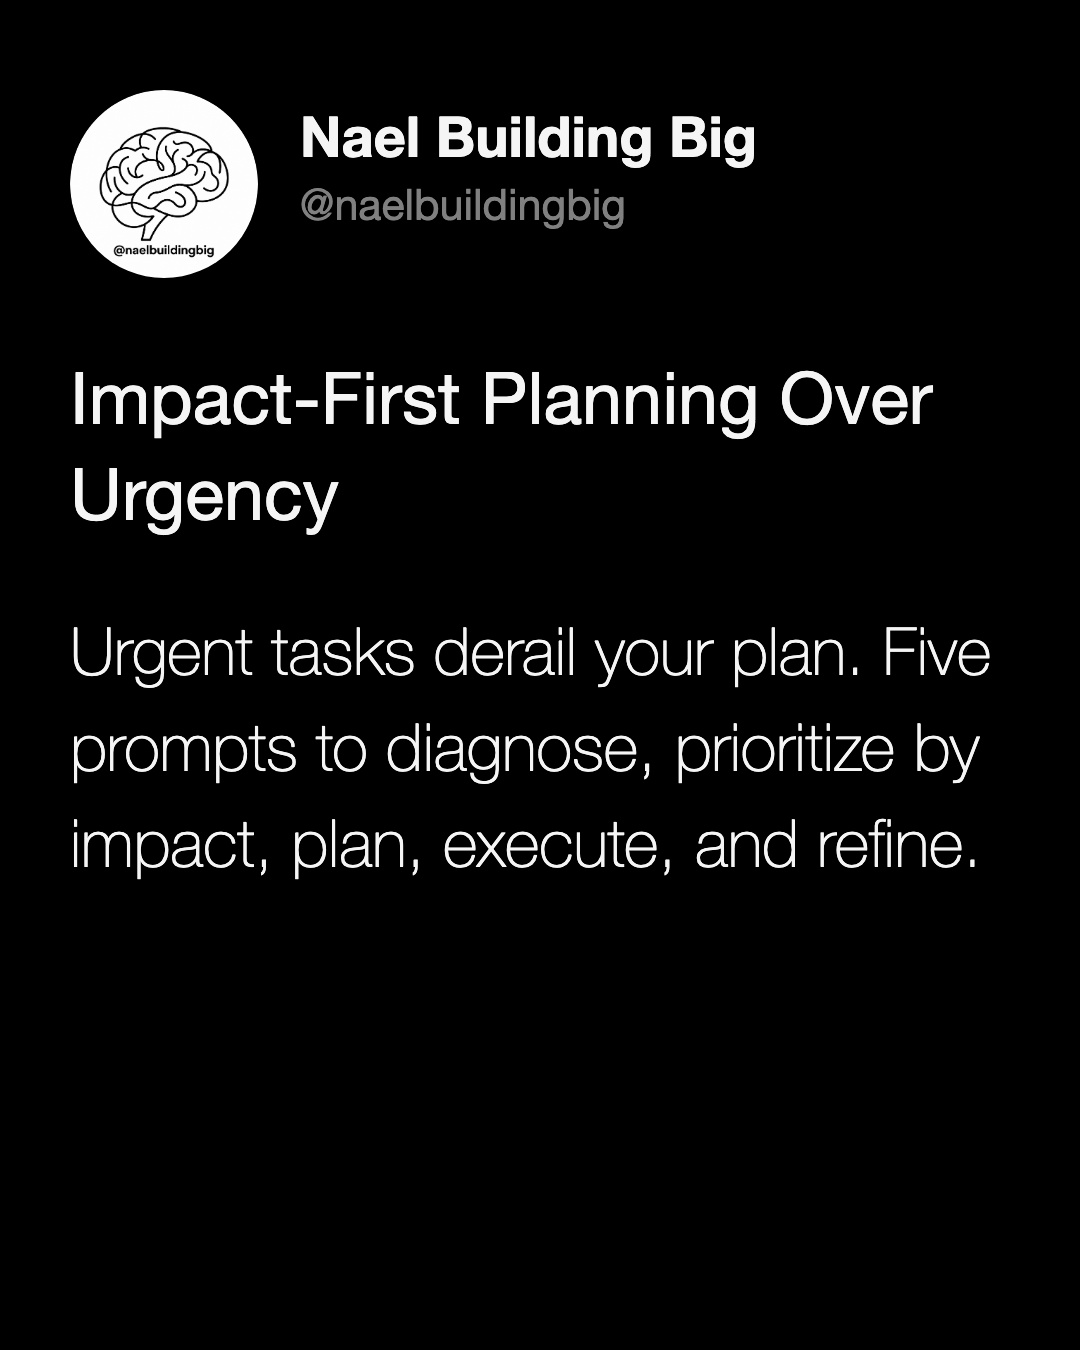 Nael Building Big
@naelbuildingbig
@naelbuildingbig
Impact-First Planning Over
Urgency
Urgent tasks derail your plan. Five
prompts to diagnose, prioritize by
impact, plan, execute, and refine.